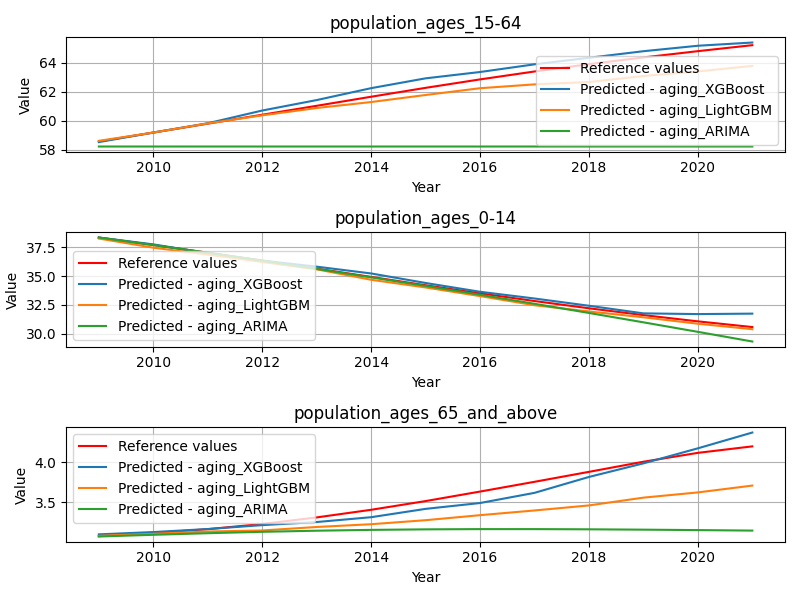 population_ages_15-64
64
62
60
58
Value
Reference values
Predicted - aging_XGBoost
Predicted - aging_LightGBM
Predicted - aging_ARIMA
2010 2012 2014 2016 2018 2020
Year
population_ages_0-14
37.5
35.0
32.5
30.0
Value
Reference values
Predicted - aging_XGBoost
Predicted - aging_LightGBM
Predicted - aging_ARIMA
2010 2012 2014 2016 2018 2020
Year
population_ages_65_and_above
4.0
3.5
Value
Reference values
Predicted - aging_XGBoost
Predicted - aging_LightGBM
Predicted - aging_ARIMA
2010 2012 2014 2016 2018 2020
Year